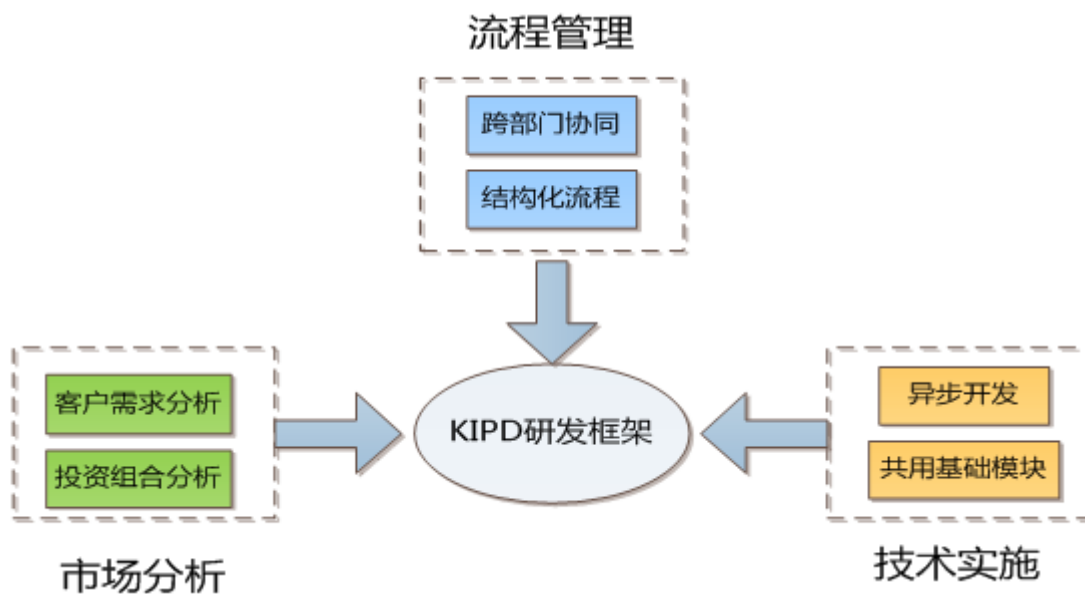 流程管理
跨部门协同
结构化流程
客户需求分析
投资组合分析
市场分析
KIPD研发框架
异步开发
共用基础模块
技术实施